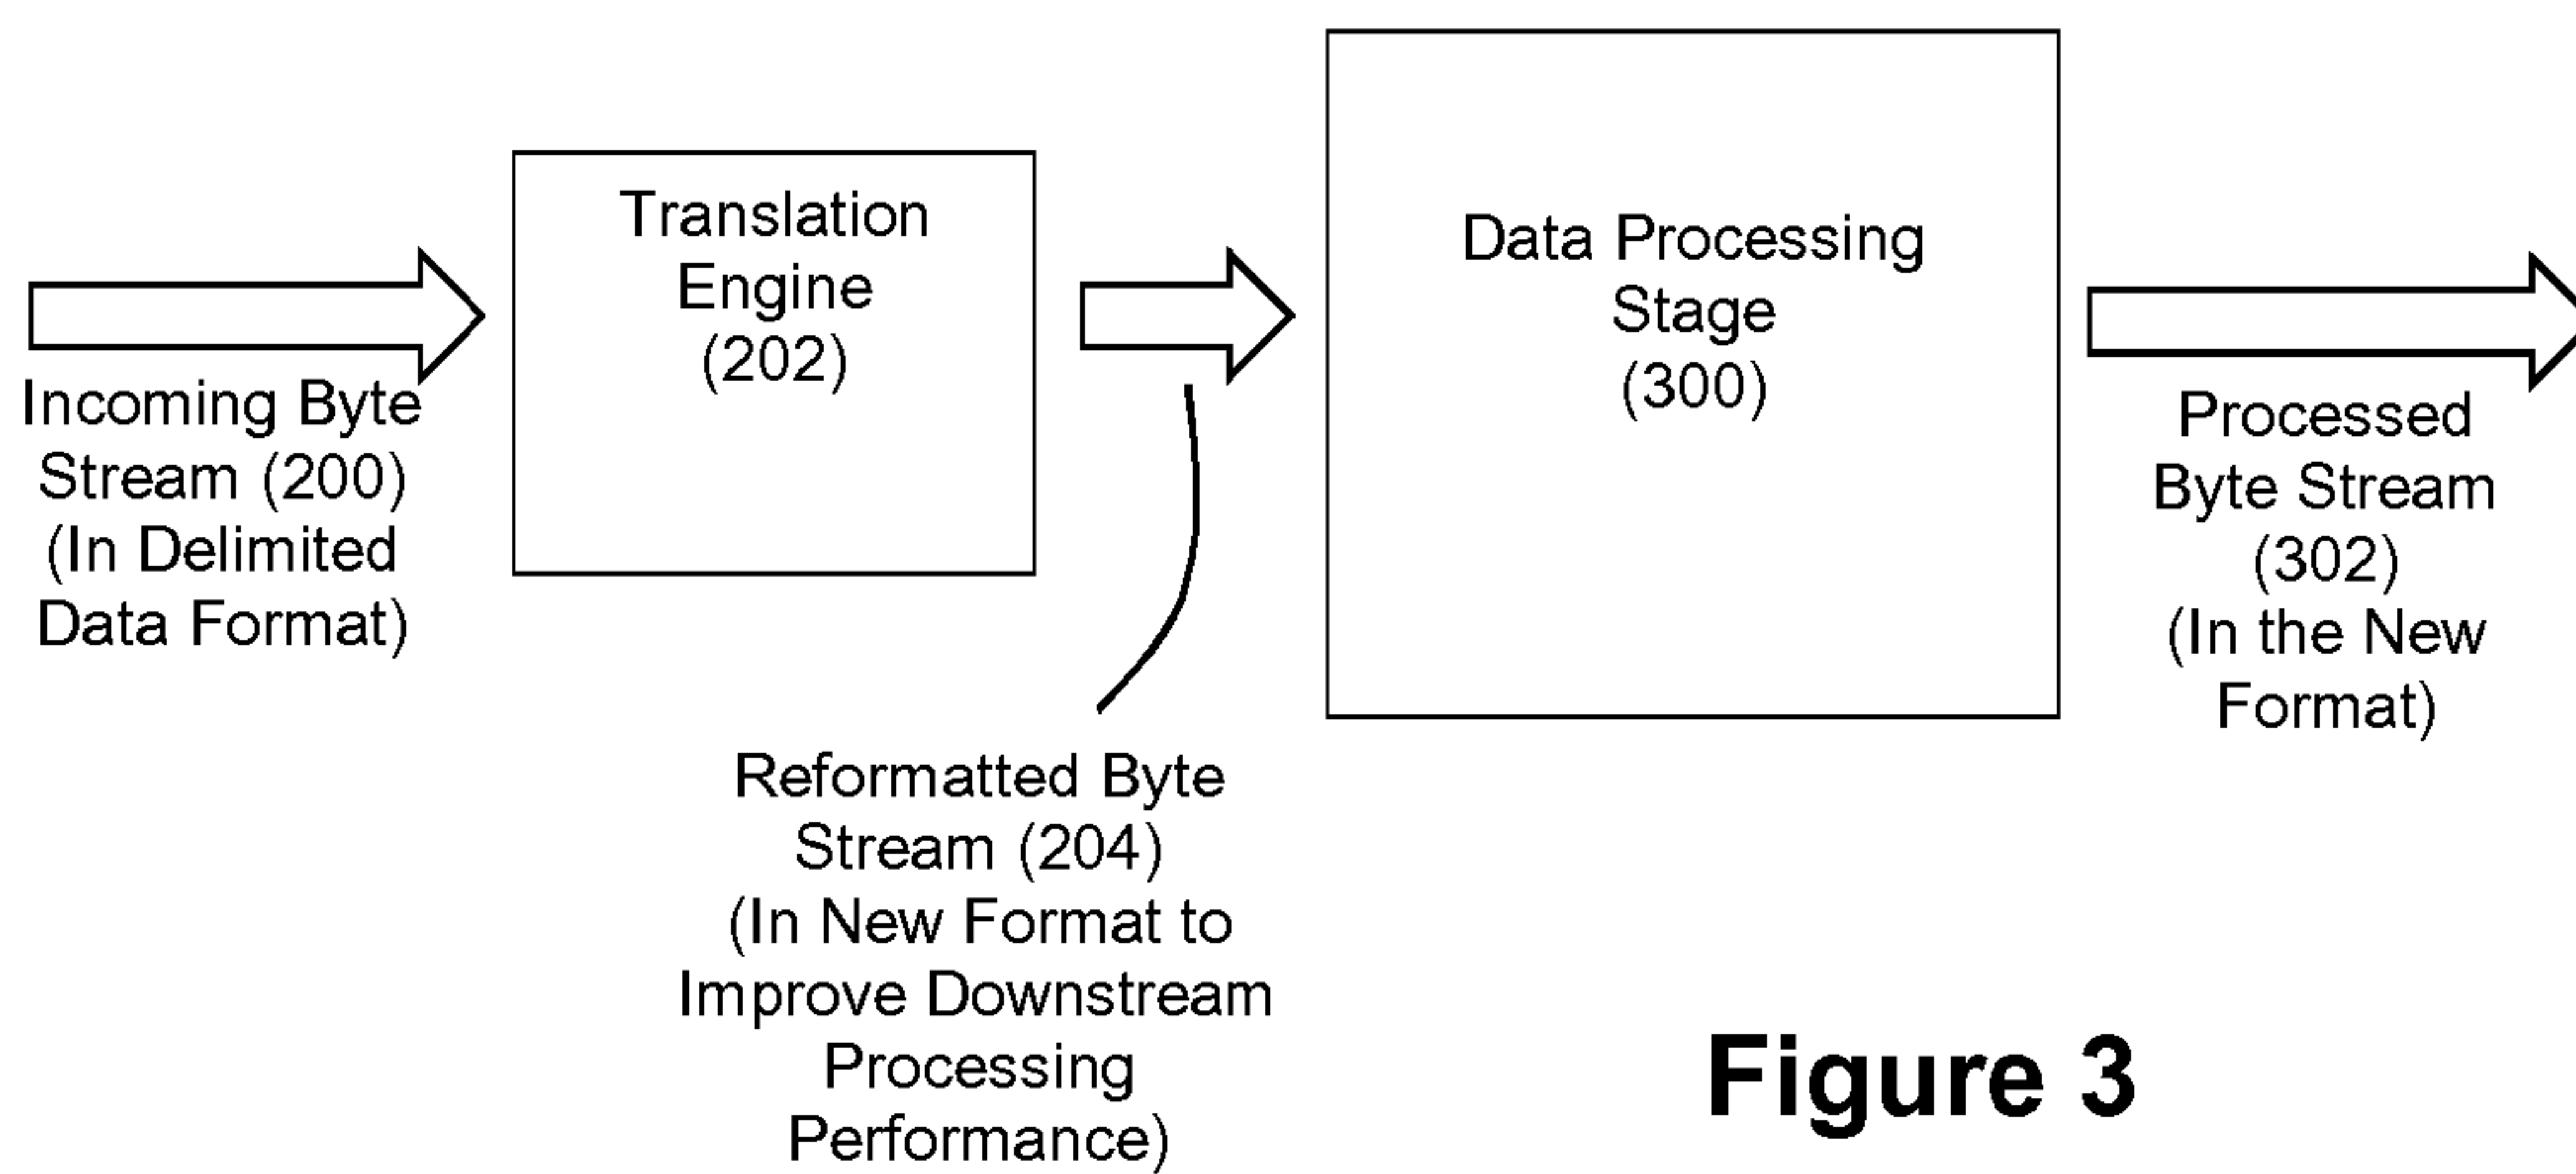 Incoming Byte
Stream (200)
(In Delimited
Data Format)
Translation
Engine
(202)
Reformatted Byte
Stream (204)
(In New Format to
Improve Downstream
Processing
Performance)
Data Processing
Stage
(300)
Processed
Byte Stream
(302)
(In the New
Format)
Figure 3